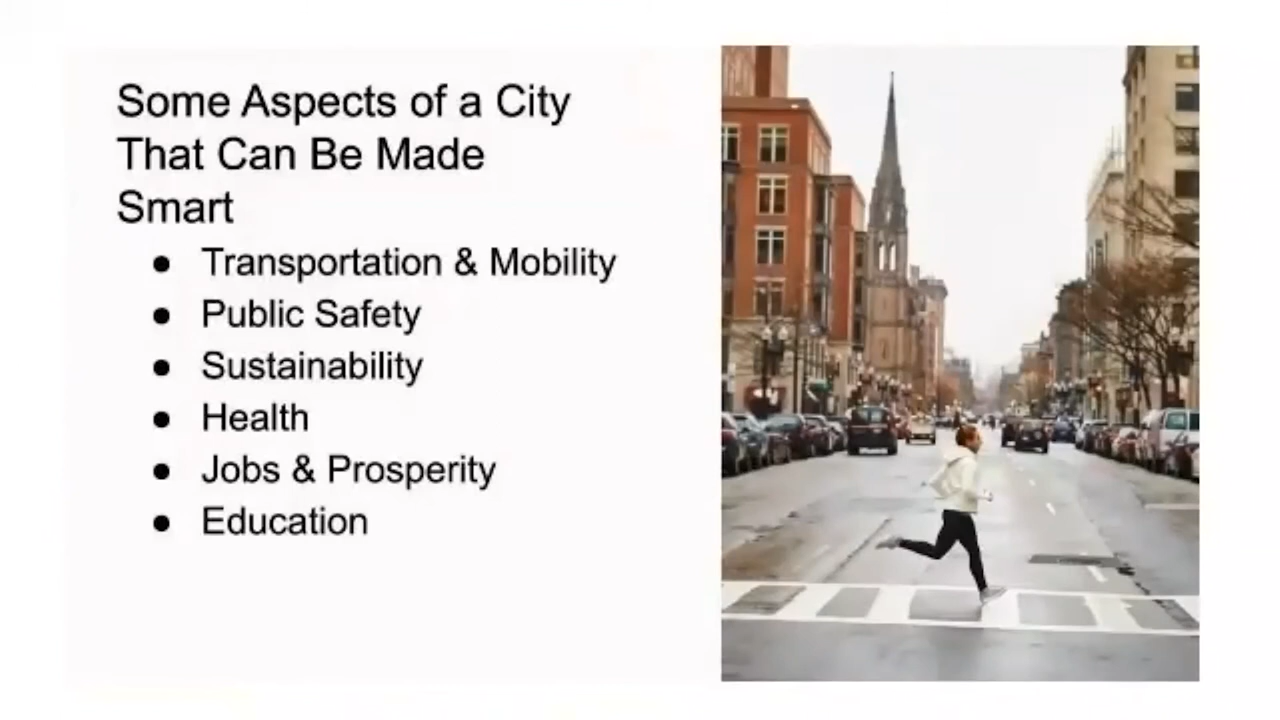 Some Aspects of a City
That Can Be Made
Smart
● Transportation & Mobility
● Public Safety
● Sustainability
● Health
● Jobs & Prosperity
● Education